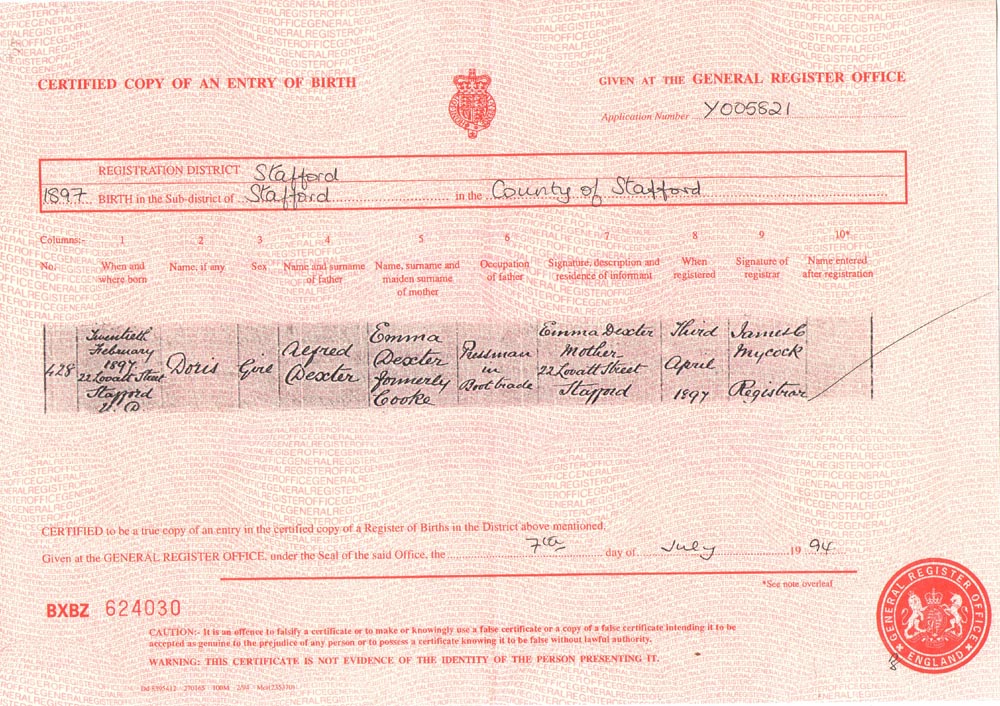 CERTIFIED COPY OF AN ENTRY OF BIRTH
GIVEN AT THE GENERAL REGISTER OFFICE
Application Number Y005821
REGISTRATION DISTRICT Stafford
1897 BIRTH in the Sub-district of Stafford in the County of Stafford
Columns:- 1 2 3 4 5 6 7 8 9 10*
No. When and where born Name, if any Sex Name and surname of father Name, surname and maiden surname of mother Occupation of father Signature, description and residence of informant When registered Signature of registrar Name entered after registration
428
Twentieth
February
1897
22 Lovatt Street
Stafford
U.D
Doris
Girl
Alfred
Dexter
Emma
Dexter
formerly
Cooke
Pressman
in
Boot trade
Emma Dexter
Mother
22 Lovatt Street
Stafford
Third
April
1897
James C
Mycock
Registrar
CERTIFIED to be a true copy of an entry in the certified copy of a Register of Births in the District above mentioned.
Given at the GENERAL REGISTER OFFICE, under the Seal of the said Office, the 7th day of July 1994
*See note overleaf
BXBZ 624030
CAUTION:- It is an offence to falsify a certificate or to make or knowingly use a false certificate or a copy of a false certificate intending it to be
accepted as genuine to the prejudice of any person or to possess a certificate knowing it to be false without lawful authority.
WARNING: THIS CERTIFICATE IS NOT EVIDENCE OF THE IDENTITY OF THE PERSON PRESENTING IT.
GENERAL REGISTER OFFICE
ENGLAND